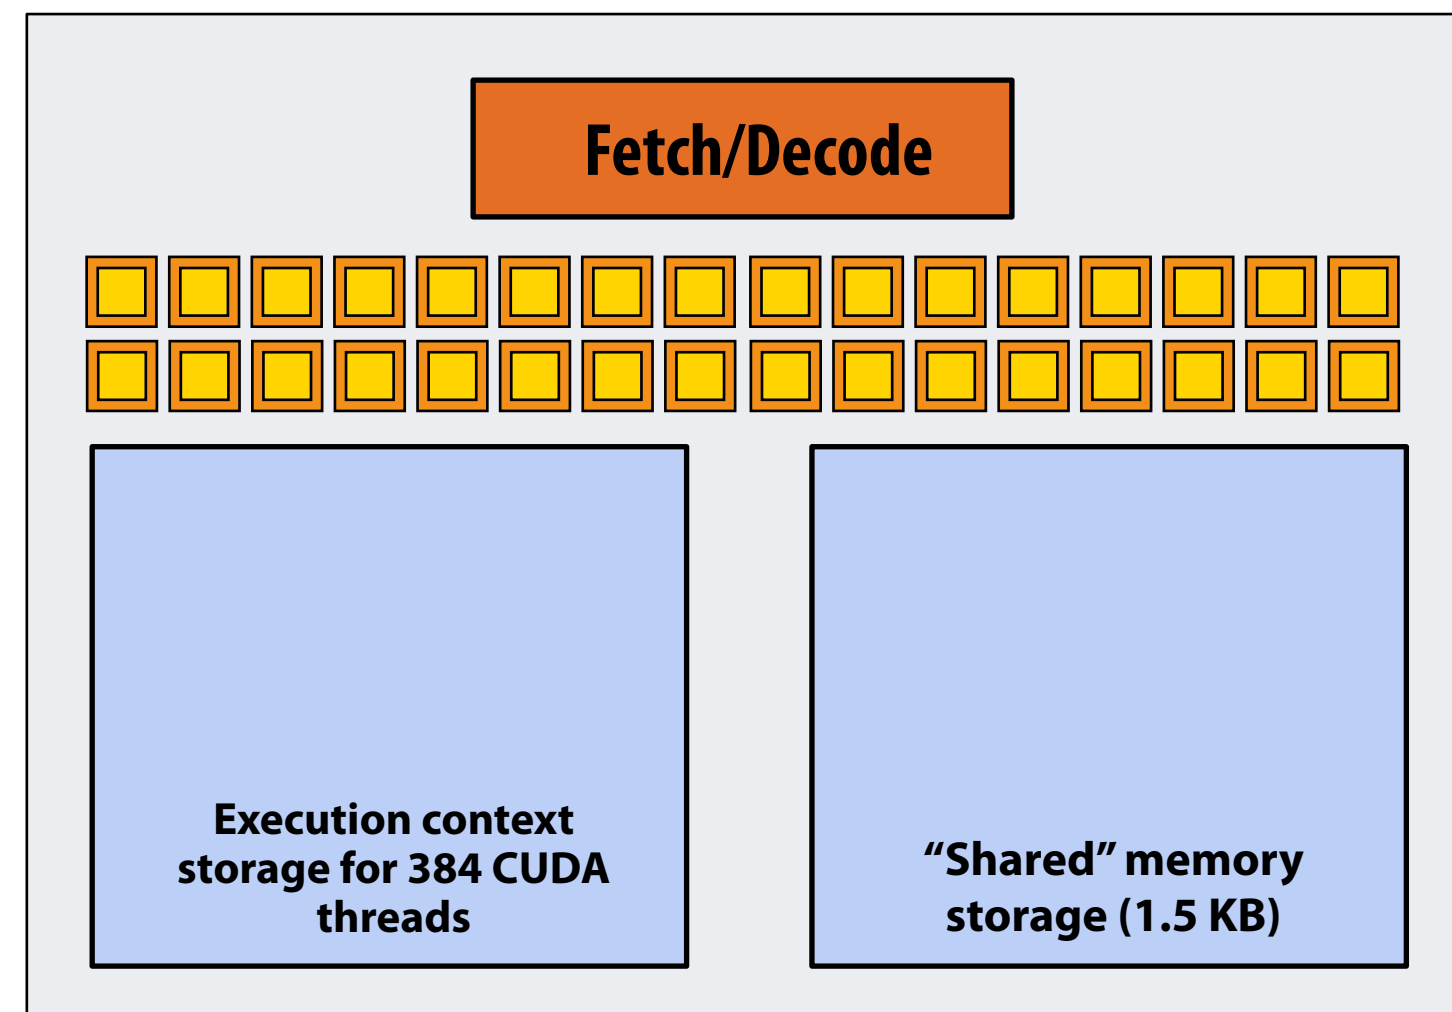 Fetch/Decode
Execution context
storage for 384 CUDA
threads
“Shared” memory
storage (1.5 KB)